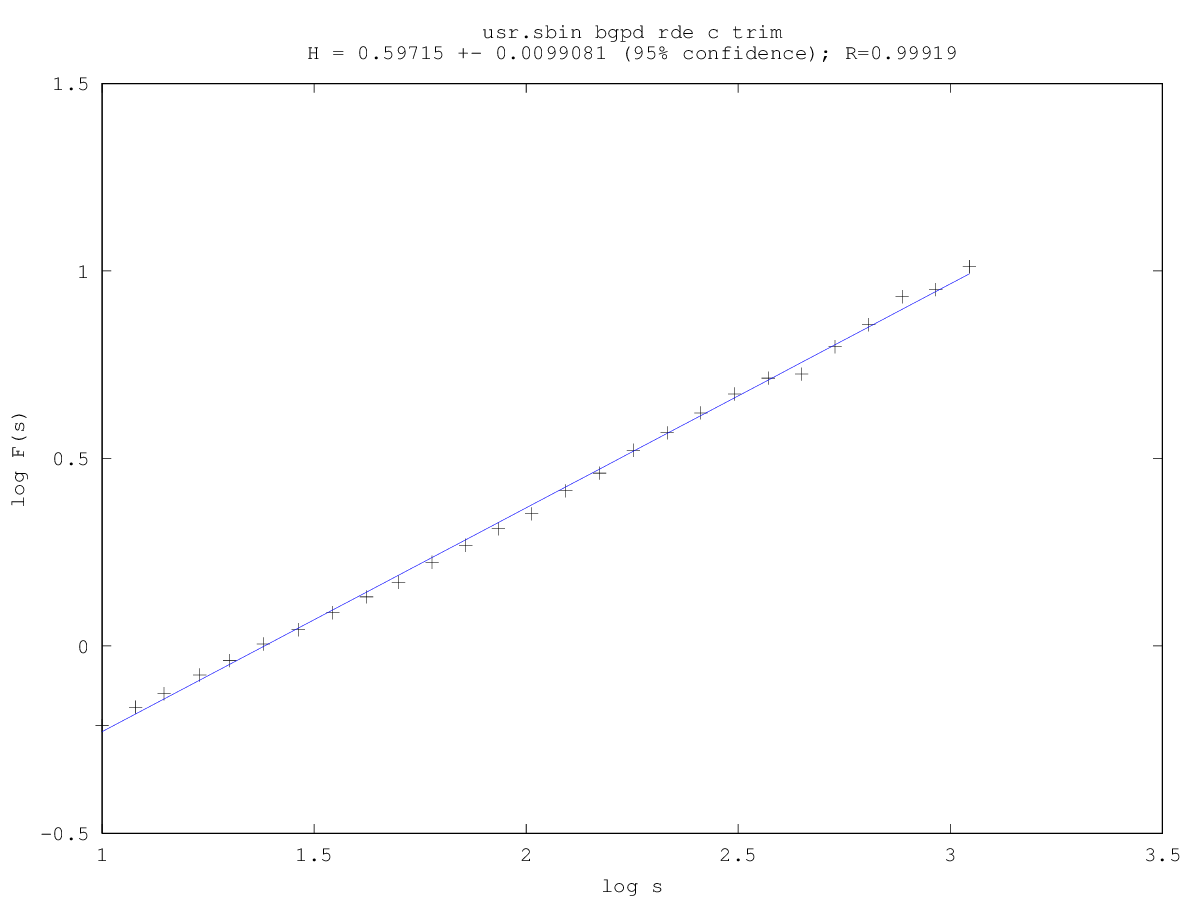 usr.sbin bgpd rde c trim
H = 0.59715 +− 0.0099081 (95% confidence); R=0.99919
1.5
1
0.5
0
−0.5
log F(s)
1 1.5 2 2.5 3 3.5
log s